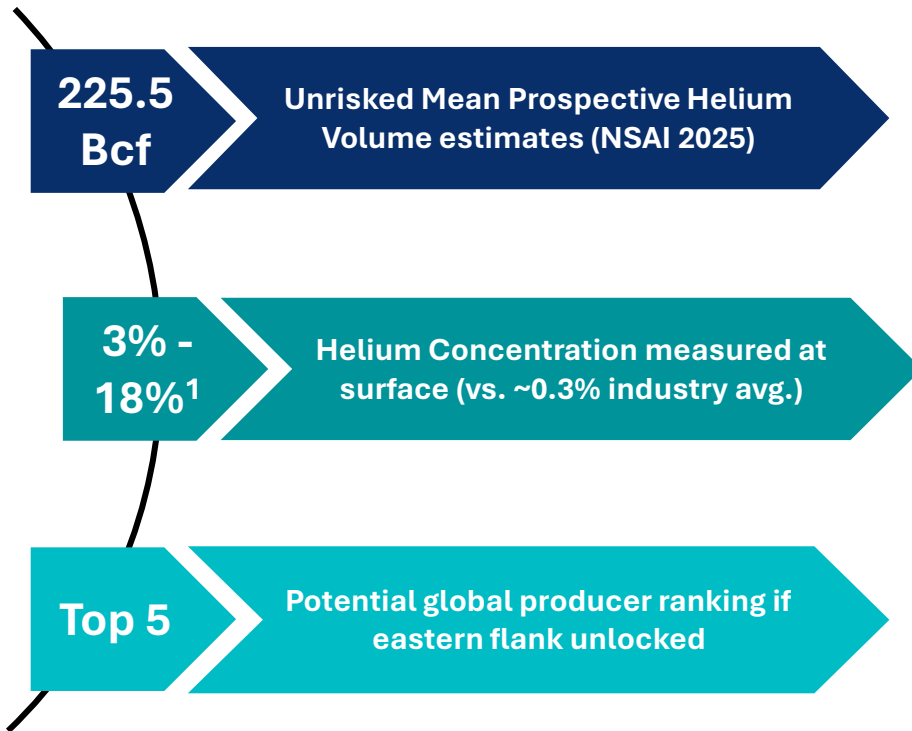 225.5
Bcf
Unrisked Mean Prospective Helium
Volume estimates (NSAI 2025)
3% -
18%¹
Helium Concentration measured at
surface (vs. ~0.3% industry avg.)
Top 5
Potential global producer ranking if
eastern flank unlocked